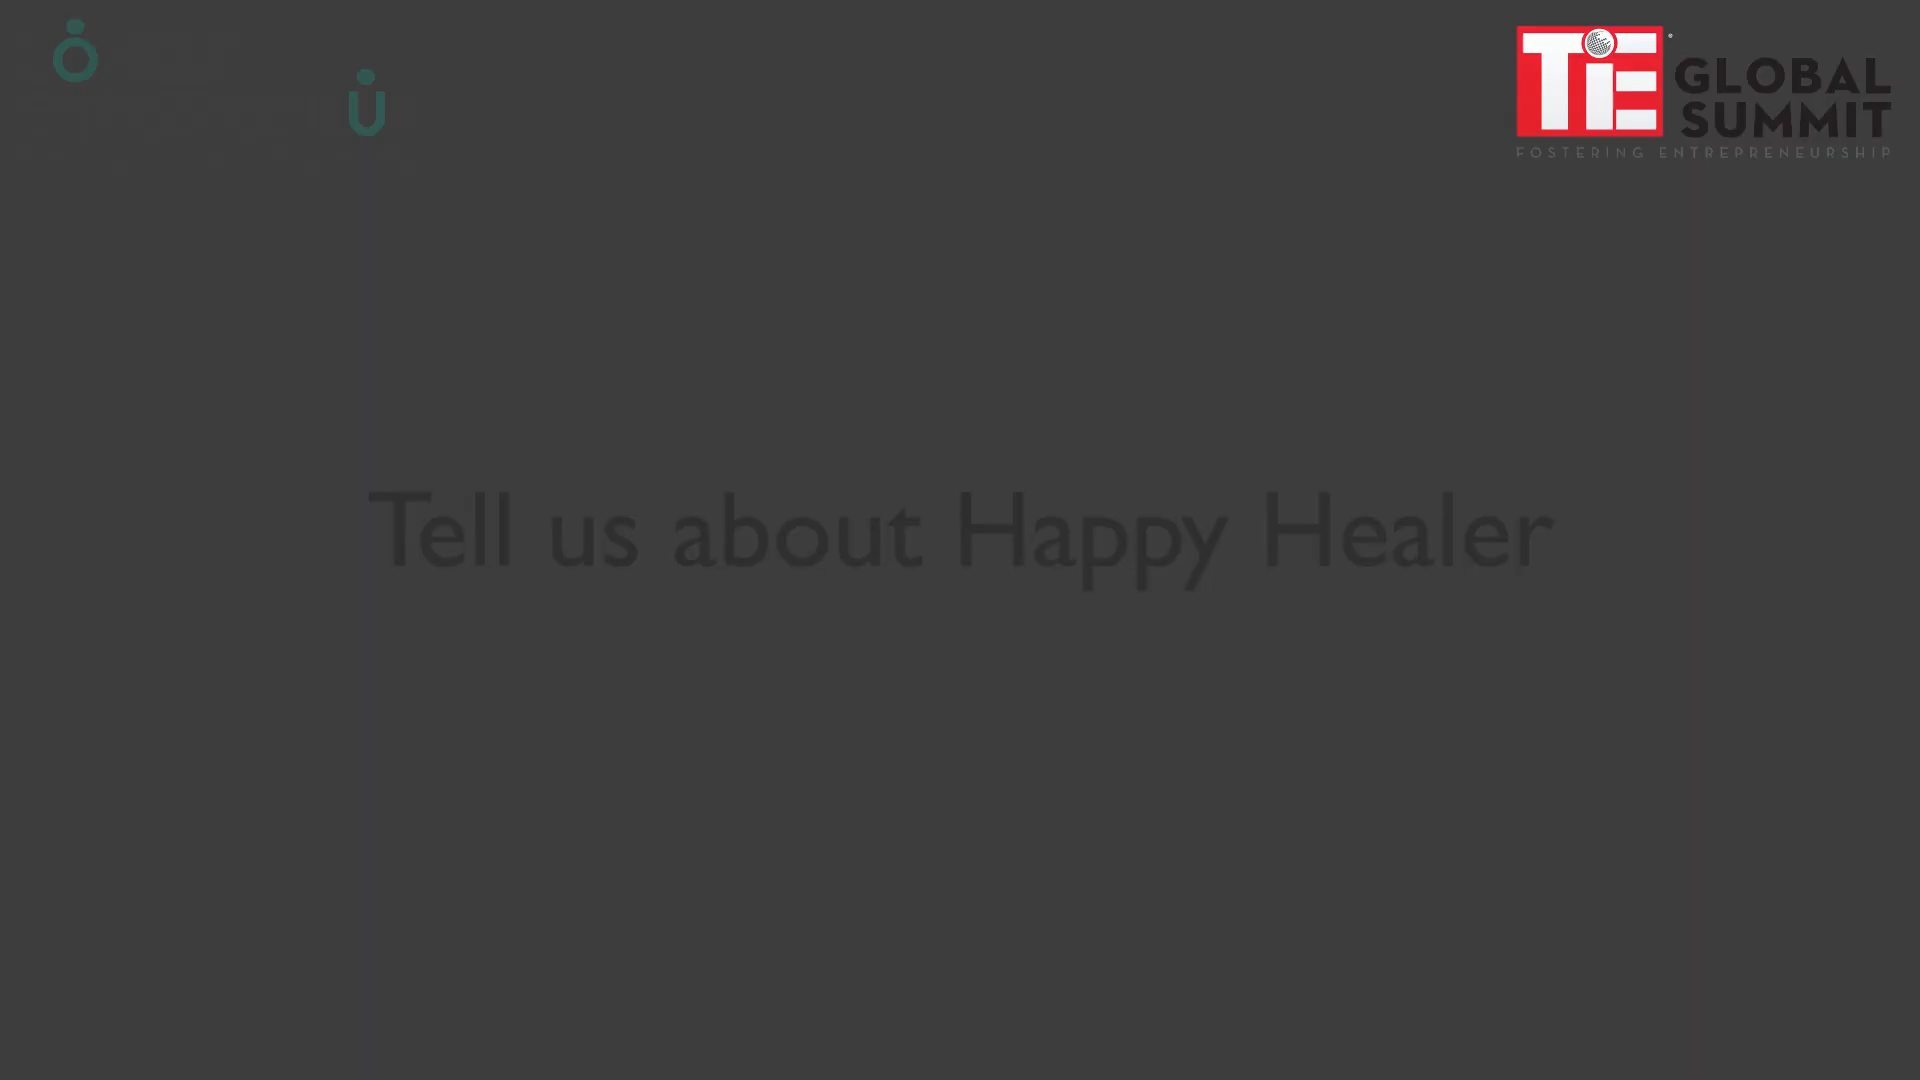 TiE
GLOBAL
SUMMIT
FOSTERING ENTREPRENEURSHIP
Tell us about Happy Healer